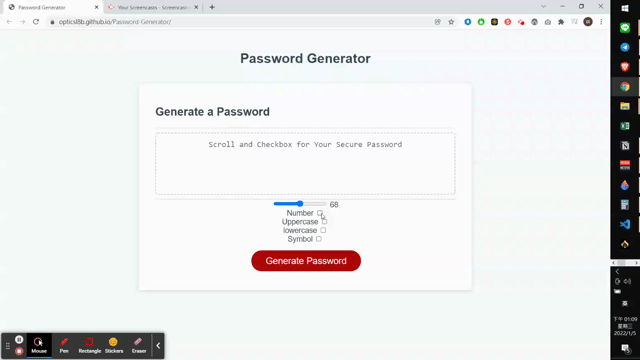 Password Generator
Your Screencasts - Screencasti
opticsl8b.github.io/Password-Generator/
Password Generator
Generate a Password
Scroll and Checkbox for Your Secure Password
68
Number
Uppercase
lowercase
Symbol
Generate Password
Mouse
Pen
Rectangle
Stickers
Eraser
下午 01:09
星期三
2022/1/5